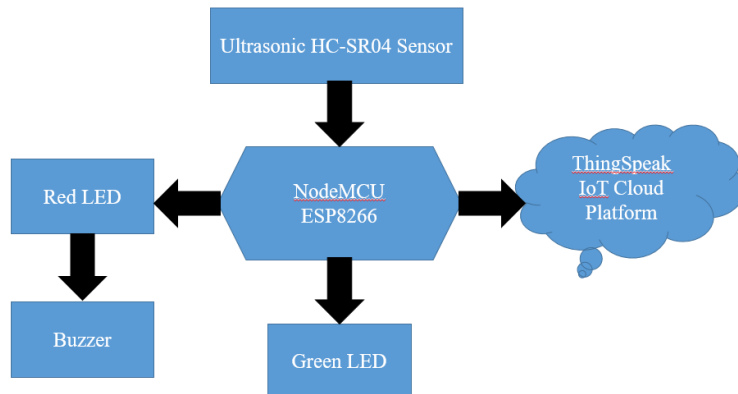 Ultrasonic HC-SR04 Sensor
ThingSpeak
IoT Cloud
Platform
NodeMCU
ESP8266
Red LED
Buzzer
Green LED